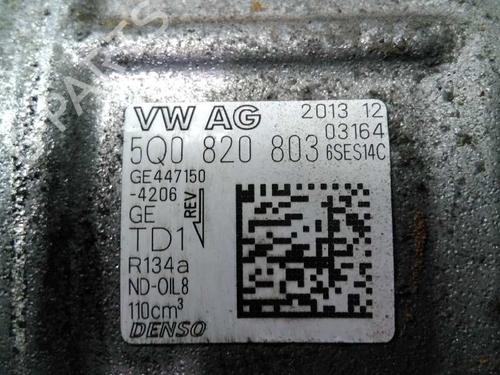 VW AG 2013 12
03164
5Q0 820 803 6SES14C
GE447150
-4206
GE REV
TD1
R134a
ND-OIL8
110cm³
DENSO
PARTS